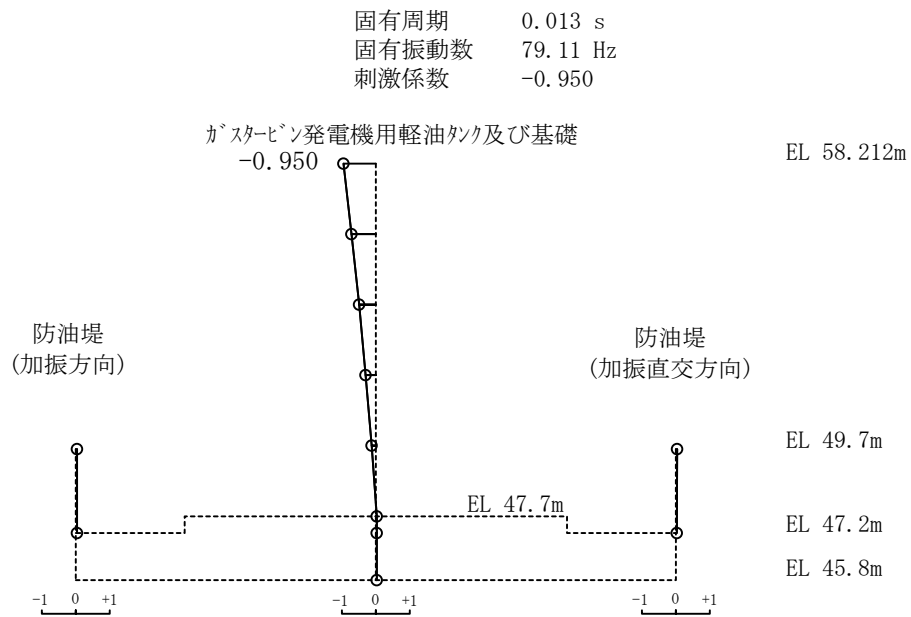 固有周期 0.013 s
固有振動数 79.11 Hz
刺激係数 -0.950
ｶﾞｽﾀｰﾋﾞﾝ発電機用軽油ﾀﾝｸ及び基礎
-0.950
EL 58.212m
防油堤
(加振方向)
防油堤
(加振直交方向)
EL 49.7m
EL 47.7m
EL 47.2m
EL 45.8m
-1 0 +1
-1 0 +1
-1 0 +1